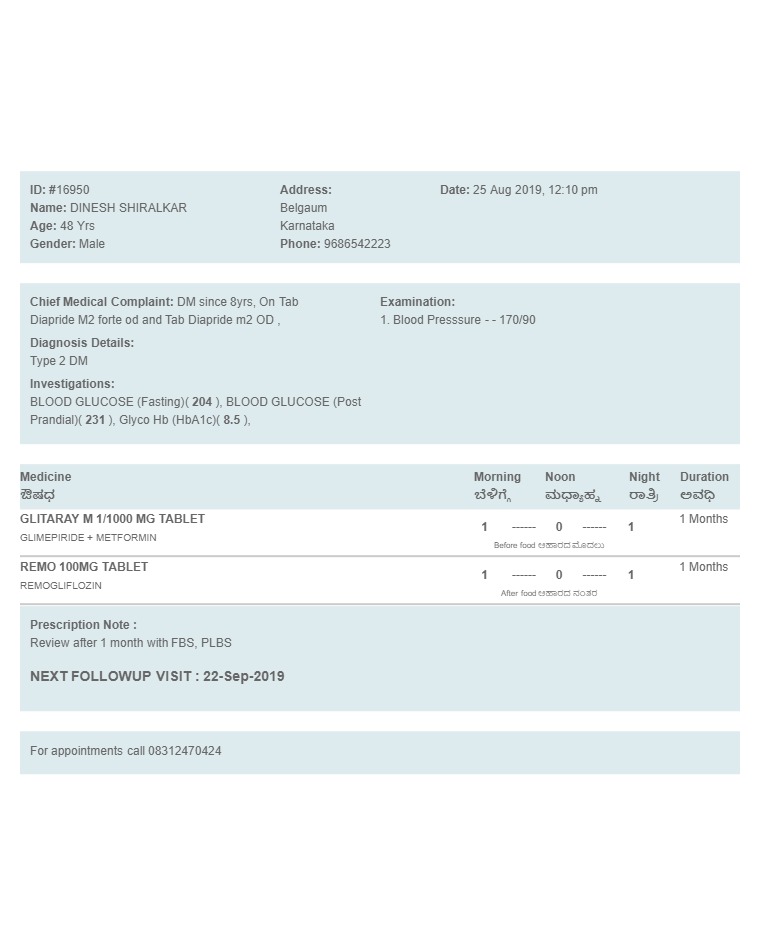 ID: #16950
Name: DINESH SHIRALKAR
Age: 48 Yrs
Gender: Male
Address:
Belgaum
Karnataka
Phone: 9686542223
Date: 25 Aug 2019, 12:10 pm
Chief Medical Complaint: DM since 8yrs, On Tab
Diapride M2 forte od and Tab Diapride m2 OD ,
Diagnosis Details:
Type 2 DM
Investigations:
BLOOD GLUCOSE (Fasting)( 204 ), BLOOD GLUCOSE (Post
Prandial)( 231 ), Glyco Hb (HbA1c)( 8.5 ),
Examination:
1. Blood Presssure - - 170/90
Medicine Morning Noon Night Duration
ಔಷಧ ಬೆಳಿಗ್ಗೆ ಮಧ್ಯಾಹ್ನ ರಾತ್ರಿ ಅವಧಿ
GLITARAY M 1/1000 MG TABLET 1 ------ 0 ------ 1 1 Months
GLIMEPIRIDE + METFORMIN
Before food ಆಹಾರದ ಮೊದಲು
REMO 100MG TABLET 1 ------ 0 ------ 1 1 Months
REMOGLIFLOZIN
After food ಆಹಾರದ ನಂತರ
Prescription Note :
Review after 1 month with FBS, PLBS
NEXT FOLLOWUP VISIT : 22-Sep-2019
For appointments call 08312470424